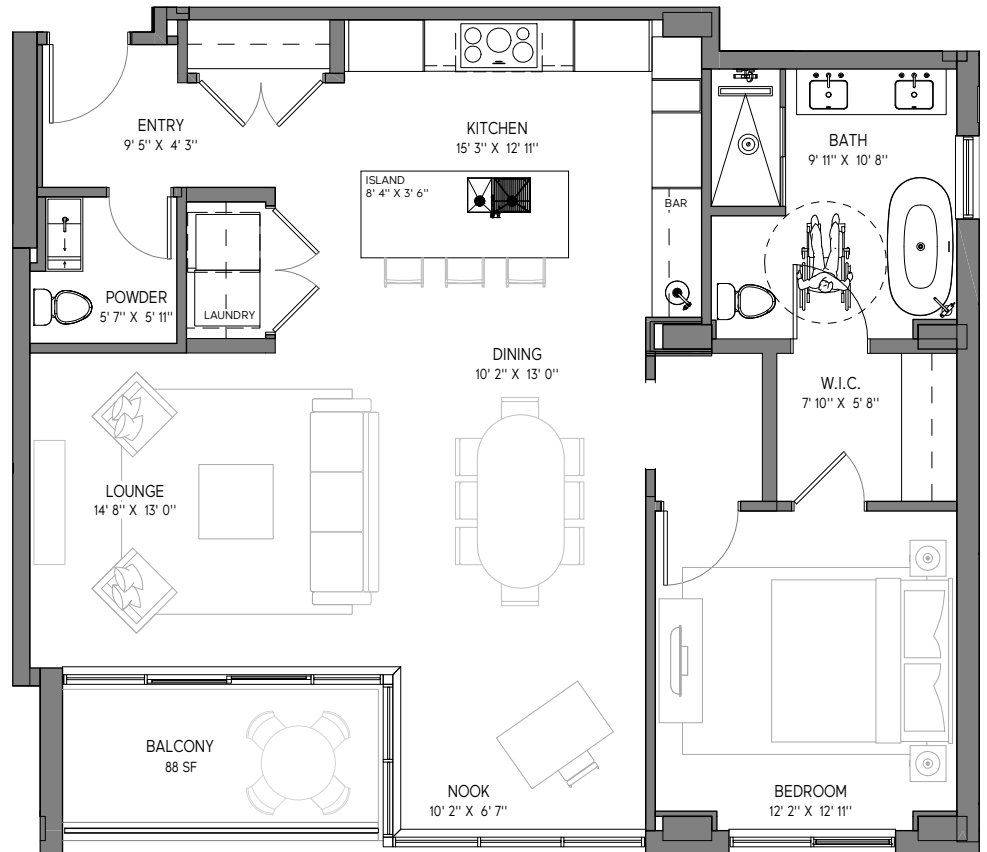 ENTRY
9' 5" X 4' 3"
KITCHEN
15' 3" X 12' 11"
BATH
9' 11" X 10' 8"
ISLAND
8' 4" X 3' 6"
BAR
POWDER
5' 7" X 5' 11"
LAUNDRY
DINING
10' 2" X 13' 0"
W.I.C.
7' 10" X 5' 8"
LOUNGE
14' 8" X 13' 0"
BALCONY
88 SF
NOOK
10' 2" X 6' 7"
BEDROOM
12' 2" X 12' 11"